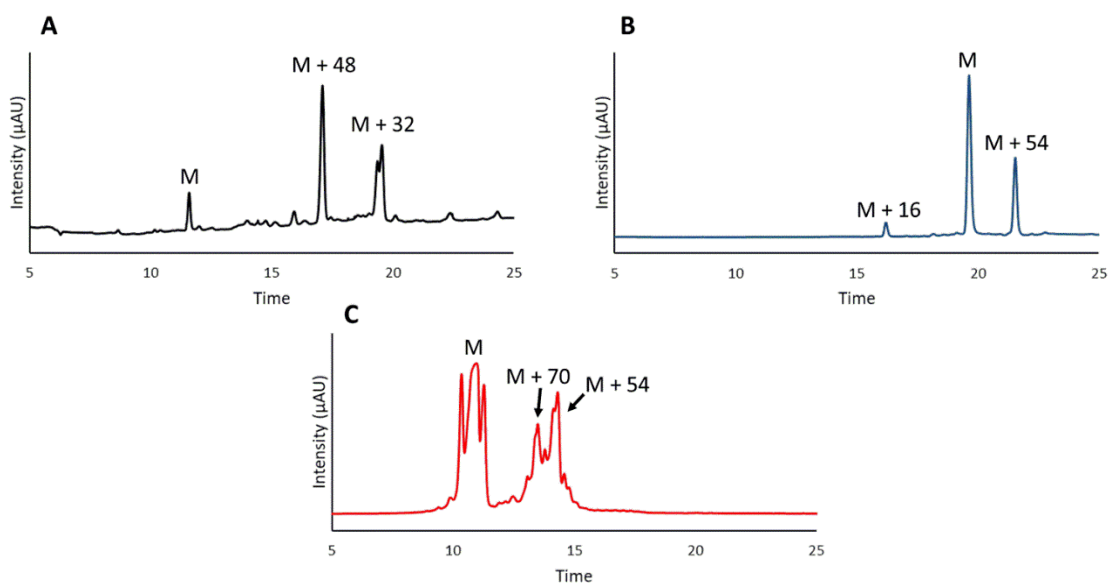 A
M + 48
M + 32
M
Intensity (µAU)
5 10 15 20 25
Time
B
M
M + 54
M + 16
Intensity (µAU)
5 10 15 20 25
Time
C
M
M + 70
M + 54
Intensity (µAU)
5 10 15 20 25
Time